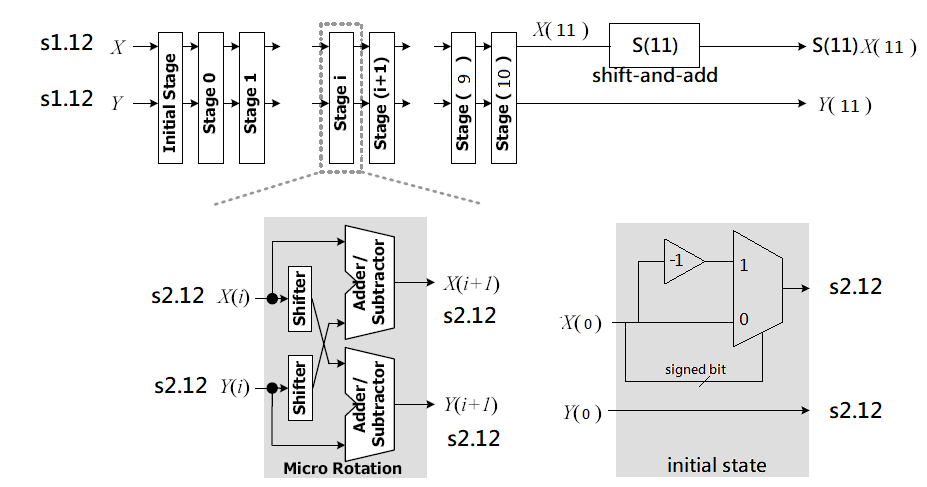 s1.12 X
s1.12 Y
Initial Stage
Stage 0
Stage 1
Stage i
Stage (i+1)
Stage( 9 )
Stage( 10 )
X( 11 )
S(11)
shift-and-add
S(11) X( 11 )
Y( 11 )
s2.12 X(i)
s2.12 Y(i)
Shifter
Shifter
Adder/
Subtractor
Adder/
Subtractor
X(i+1)
s2.12
Y(i+1)
s2.12
Micro Rotation
X( 0 )
Y( 0 )
-1
1
0
signed bit
s2.12
s2.12
initial state